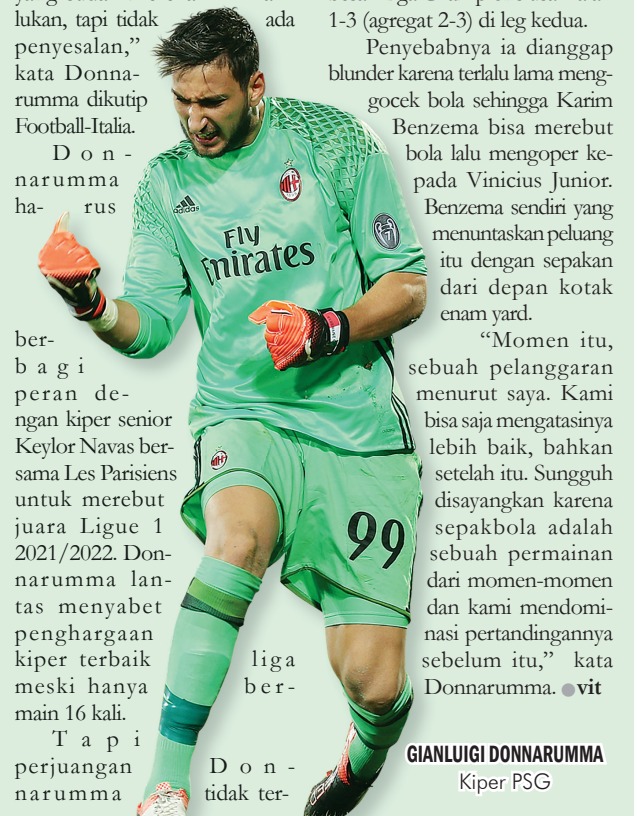 lukan, tapi tidak ada
penyesalan,”
kata Donna-
rumma dikutip
Football-Italia.
Don-
narumma
ha- rus
ber-
bagi
peran de-
ngan kiper senior
Keylor Navas ber-
sama Les Parisiens
untuk merebut
juara Ligue 1
2021/2022. Don-
narumma lan-
tas menyabet
penghargaan
kiper terbaik liga
meski hanya ber-
main 16 kali.
Tapi
perjuangan Don-
narumma tidak ter-
1-3 (agregat 2-3) di leg kedua.
Penyebabnya ia dianggap
blunder karena terlalu lama meng-
gocek bola sehingga Karim
Benzema bisa merebut
bola lalu mengoper ke-
pada Vinicius Junior.
Benzema sendiri yang
menuntaskan peluang
itu dengan sepakan
dari depan kotak
enam yard.
“Momen itu,
sebuah pelanggaran
menurut saya. Kami
bisa saja mengatasinya
lebih baik, bahkan
setelah itu. Sungguh
disayangkan karena
sepakbola adalah
sebuah permainan
dari momen-momen
dan kami mendomi-
nasi pertandingannya
sebelum itu,” kata
Donnarumma. ●vit
adidas
Fly
Emirates
7
99
GIANLUIGI DONNARUMMA
Kiper PSG